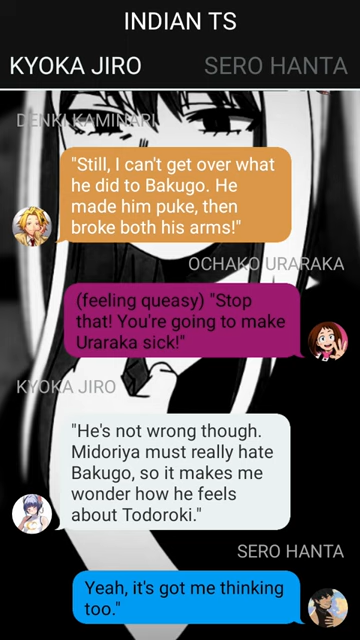 INDIAN TS
KYOKA JIRO
SERO HANTA
DENKI KAMINARI
"Still, I can't get over what
he did to Bakugo. He
made him puke, then
broke both his arms!"
OCHAKO URARAKA
(feeling queasy) "Stop
that! You're going to make
Uraraka sick!"
KYOKA JIRO
"He's not wrong though.
Midoriya must really hate
Bakugo, so it makes me
wonder how he feels
about Todoroki."
SERO HANTA
Yeah, it's got me thinking
too."